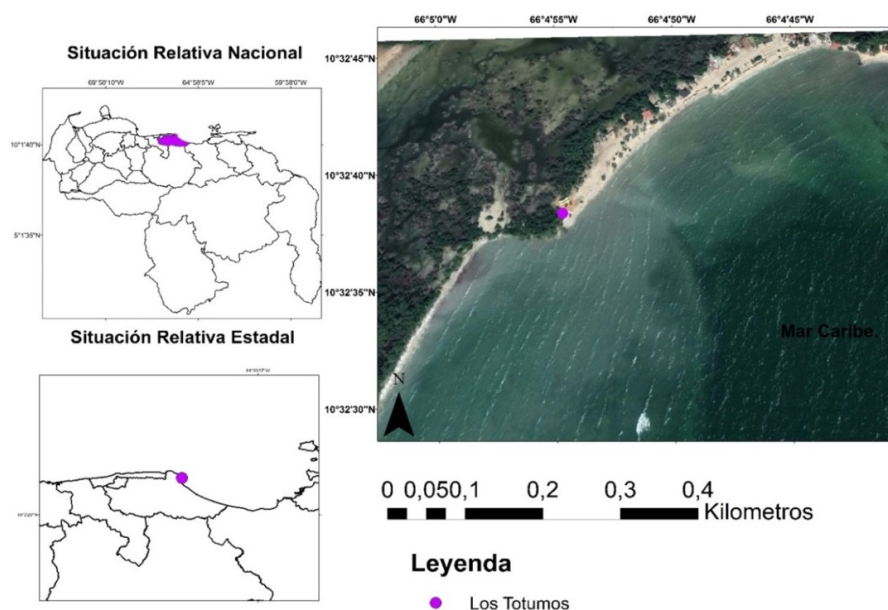 Situación Relativa Nacional
69°58'10"W 64°58'5"W 59°58'0"W
10°1'40"N
5°1'35"N
Situación Relativa Estadal
66°5'0"W 66°4'55"W 66°4'50"W 66°4'45"W
10°32'45"N
10°32'40"N
10°32'35"N
10°32'30"N
Mar Caribe.
N
0 0,050,1 0,2 0,3 0,4
Kilometros
Leyenda
Los Totumos